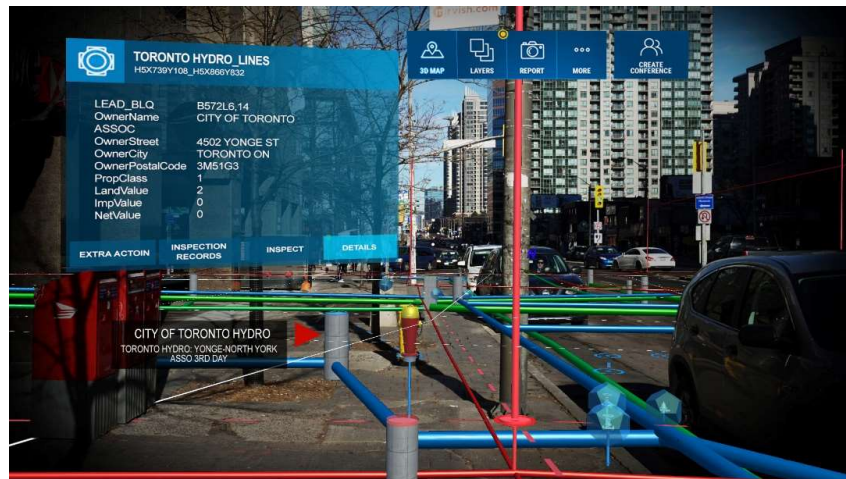 vish.com
TORONTO HYDRO_LINES
H5X739Y108_H5X866Y832
3D MAP
LAYERS
REPORT
MORE
CREATE
CONFERENCE
LEAD_BLQ B572L6,14
OwnerName CITY OF TORONTO
ASSOC
OwnerStreet 4502 YONGE ST
OwnerCity TORONTO ON
OwnerPostalCode 3M51G3
PropClass 1
LandValue 2
ImpValue 0
NetValue 0
EXTRA ACTOIN
INSPECTION
RECORDS
INSPECT
DETAILS
CITY OF TORONTO HYDRO
TORONTO HYDRO: YONGE-NORTH YORK
ASSO 3RD DAY